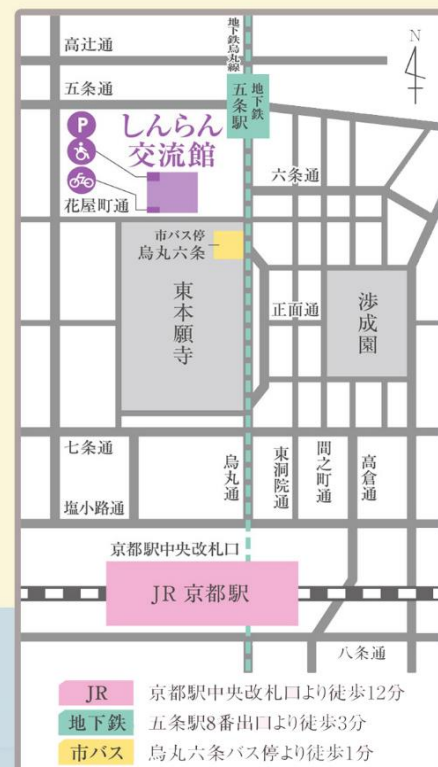 高辻通
地下鉄烏丸線
N
五条通
地下鉄
五条駅
P
しんらん
交流館
六条通
花屋町通
市バス停
烏丸六条
東本願寺
正面通
渉成園
七条通
烏丸通
東洞院通
間之町通
高倉通
塩小路通
京都駅中央改札口
JR 京都駅
八条通
JR 京都駅中央改札口より徒歩12分
地下鉄 五条駅8番出口より徒歩3分
市バス 烏丸六条バス停より徒歩1分